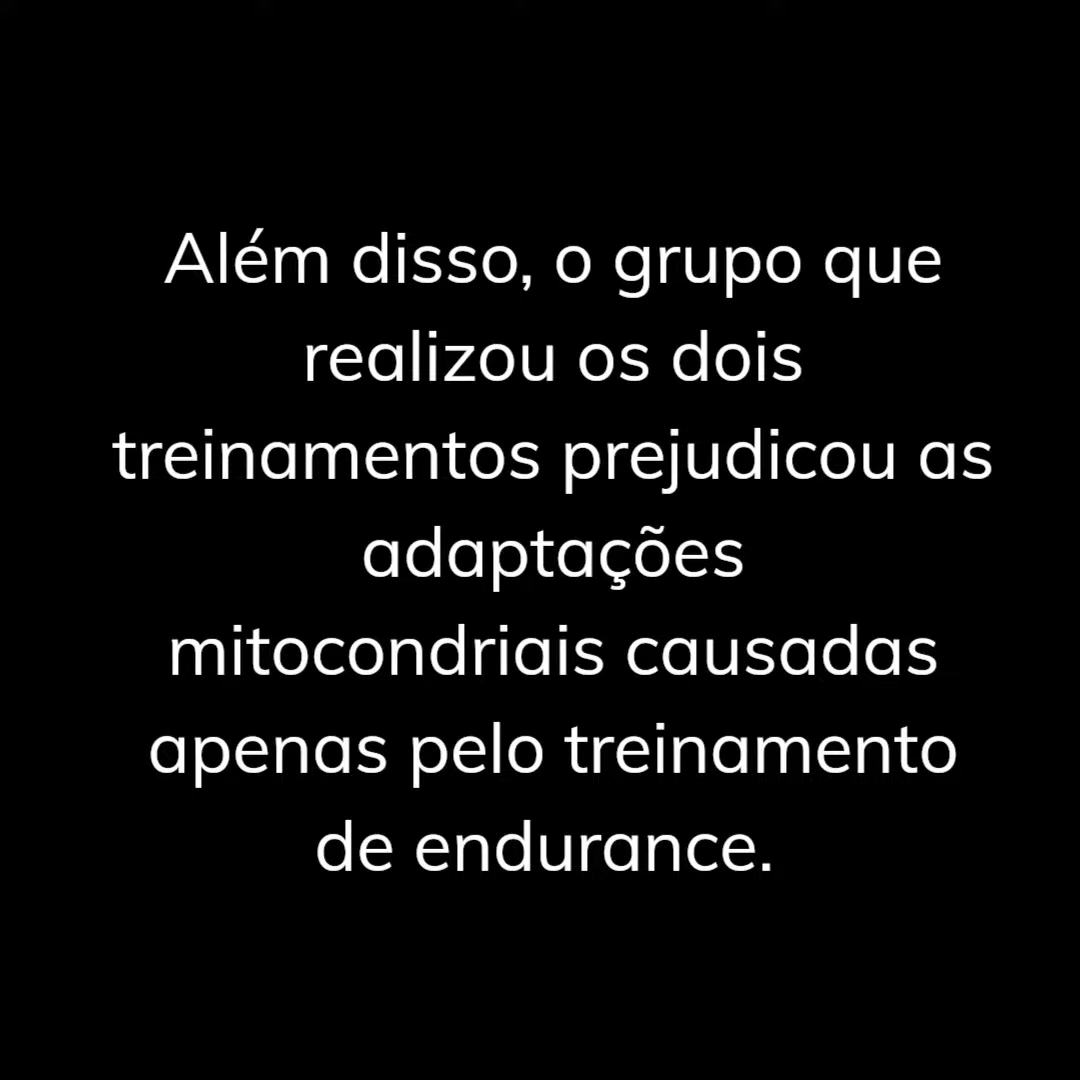 Além disso, o grupo que
realizou os dois
treinamentos prejudicou as
adaptações
mitocondriais causadas
apenas pelo treinamento
de endurance.